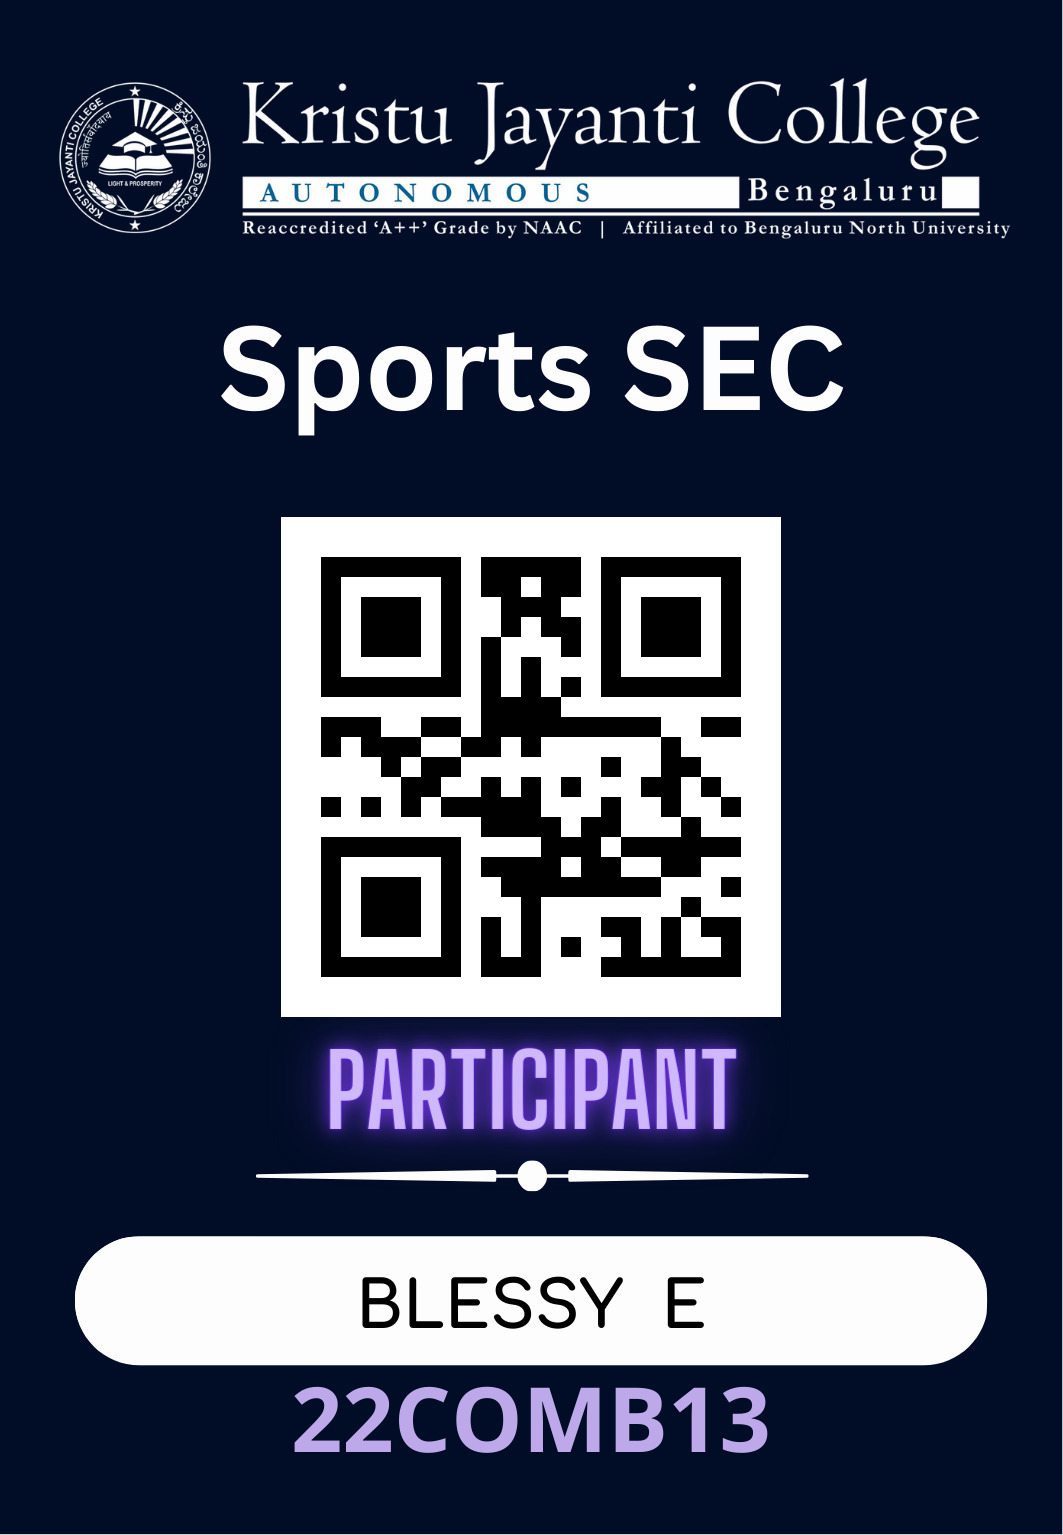 Kristu Jayanti College
AUTONOMOUS Bengaluru
Reaccredited ‘A++’ Grade by NAAC | Affiliated to Bengaluru North University
KRISTU JAYANTI COLLEGE
LIGHT & PROSPERITY
Sports SEC
PARTICIPANT
BLESSY E
22COMB13